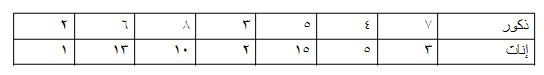 ذكور ٧ ٤ ٥ ٣ ٨ ٦ ٢
إناث ٣ ٥ ١٥ ٢ ١٠ ١٣ ١